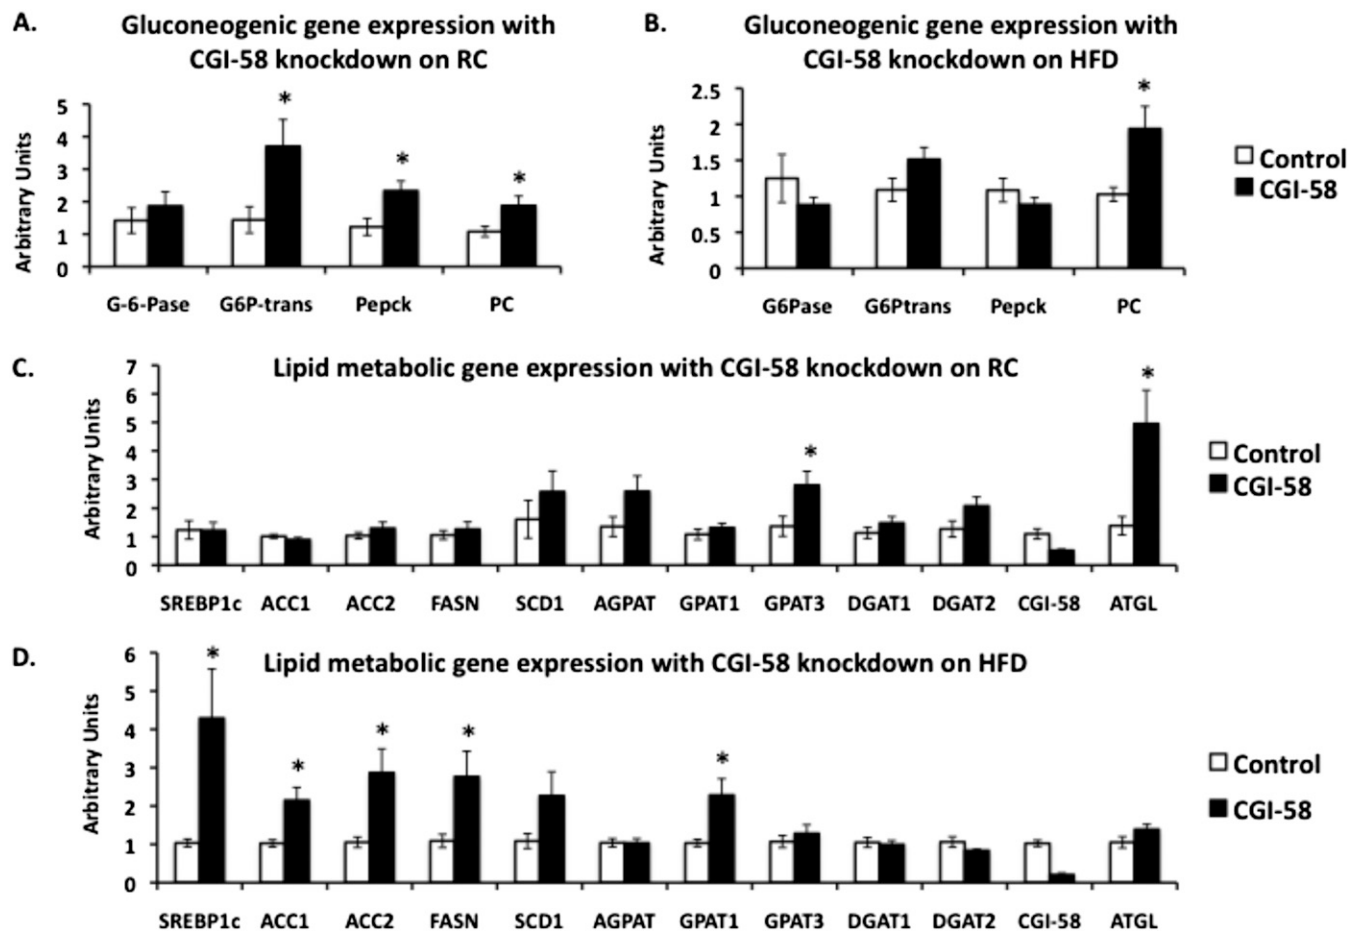 A.
Gluconeogenic gene expression with
CGI-58 knockdown on RC
Arbitrary Units
5
4
3
2
1
0
*
*
*
G-6-Pase G6P-trans Pepck PC
B.
Gluconeogenic gene expression with
CGI-58 knockdown on HFD
Arbitrary Units
2.5
2
1.5
1
0.5
0
*
G6Pase G6Ptrans Pepck PC
Control
CGI-58
C.
Lipid metabolic gene expression with CGI-58 knockdown on RC
Arbitrary Units
7
6
5
4
3
2
1
0
*
*
SREBP1c ACC1 ACC2 FASN SCD1 AGPAT GPAT1 GPAT3 DGAT1 DGAT2 CGI-58 ATGL
Control
CGI-58
D.
Lipid metabolic gene expression with CGI-58 knockdown on HFD
Arbitrary Units
6
5
4
3
2
1
0
*
*
*
*
*
SREBP1c ACC1 ACC2 FASN SCD1 AGPAT GPAT1 GPAT3 DGAT1 DGAT2 CGI-58 ATGL
Control
CGI-58